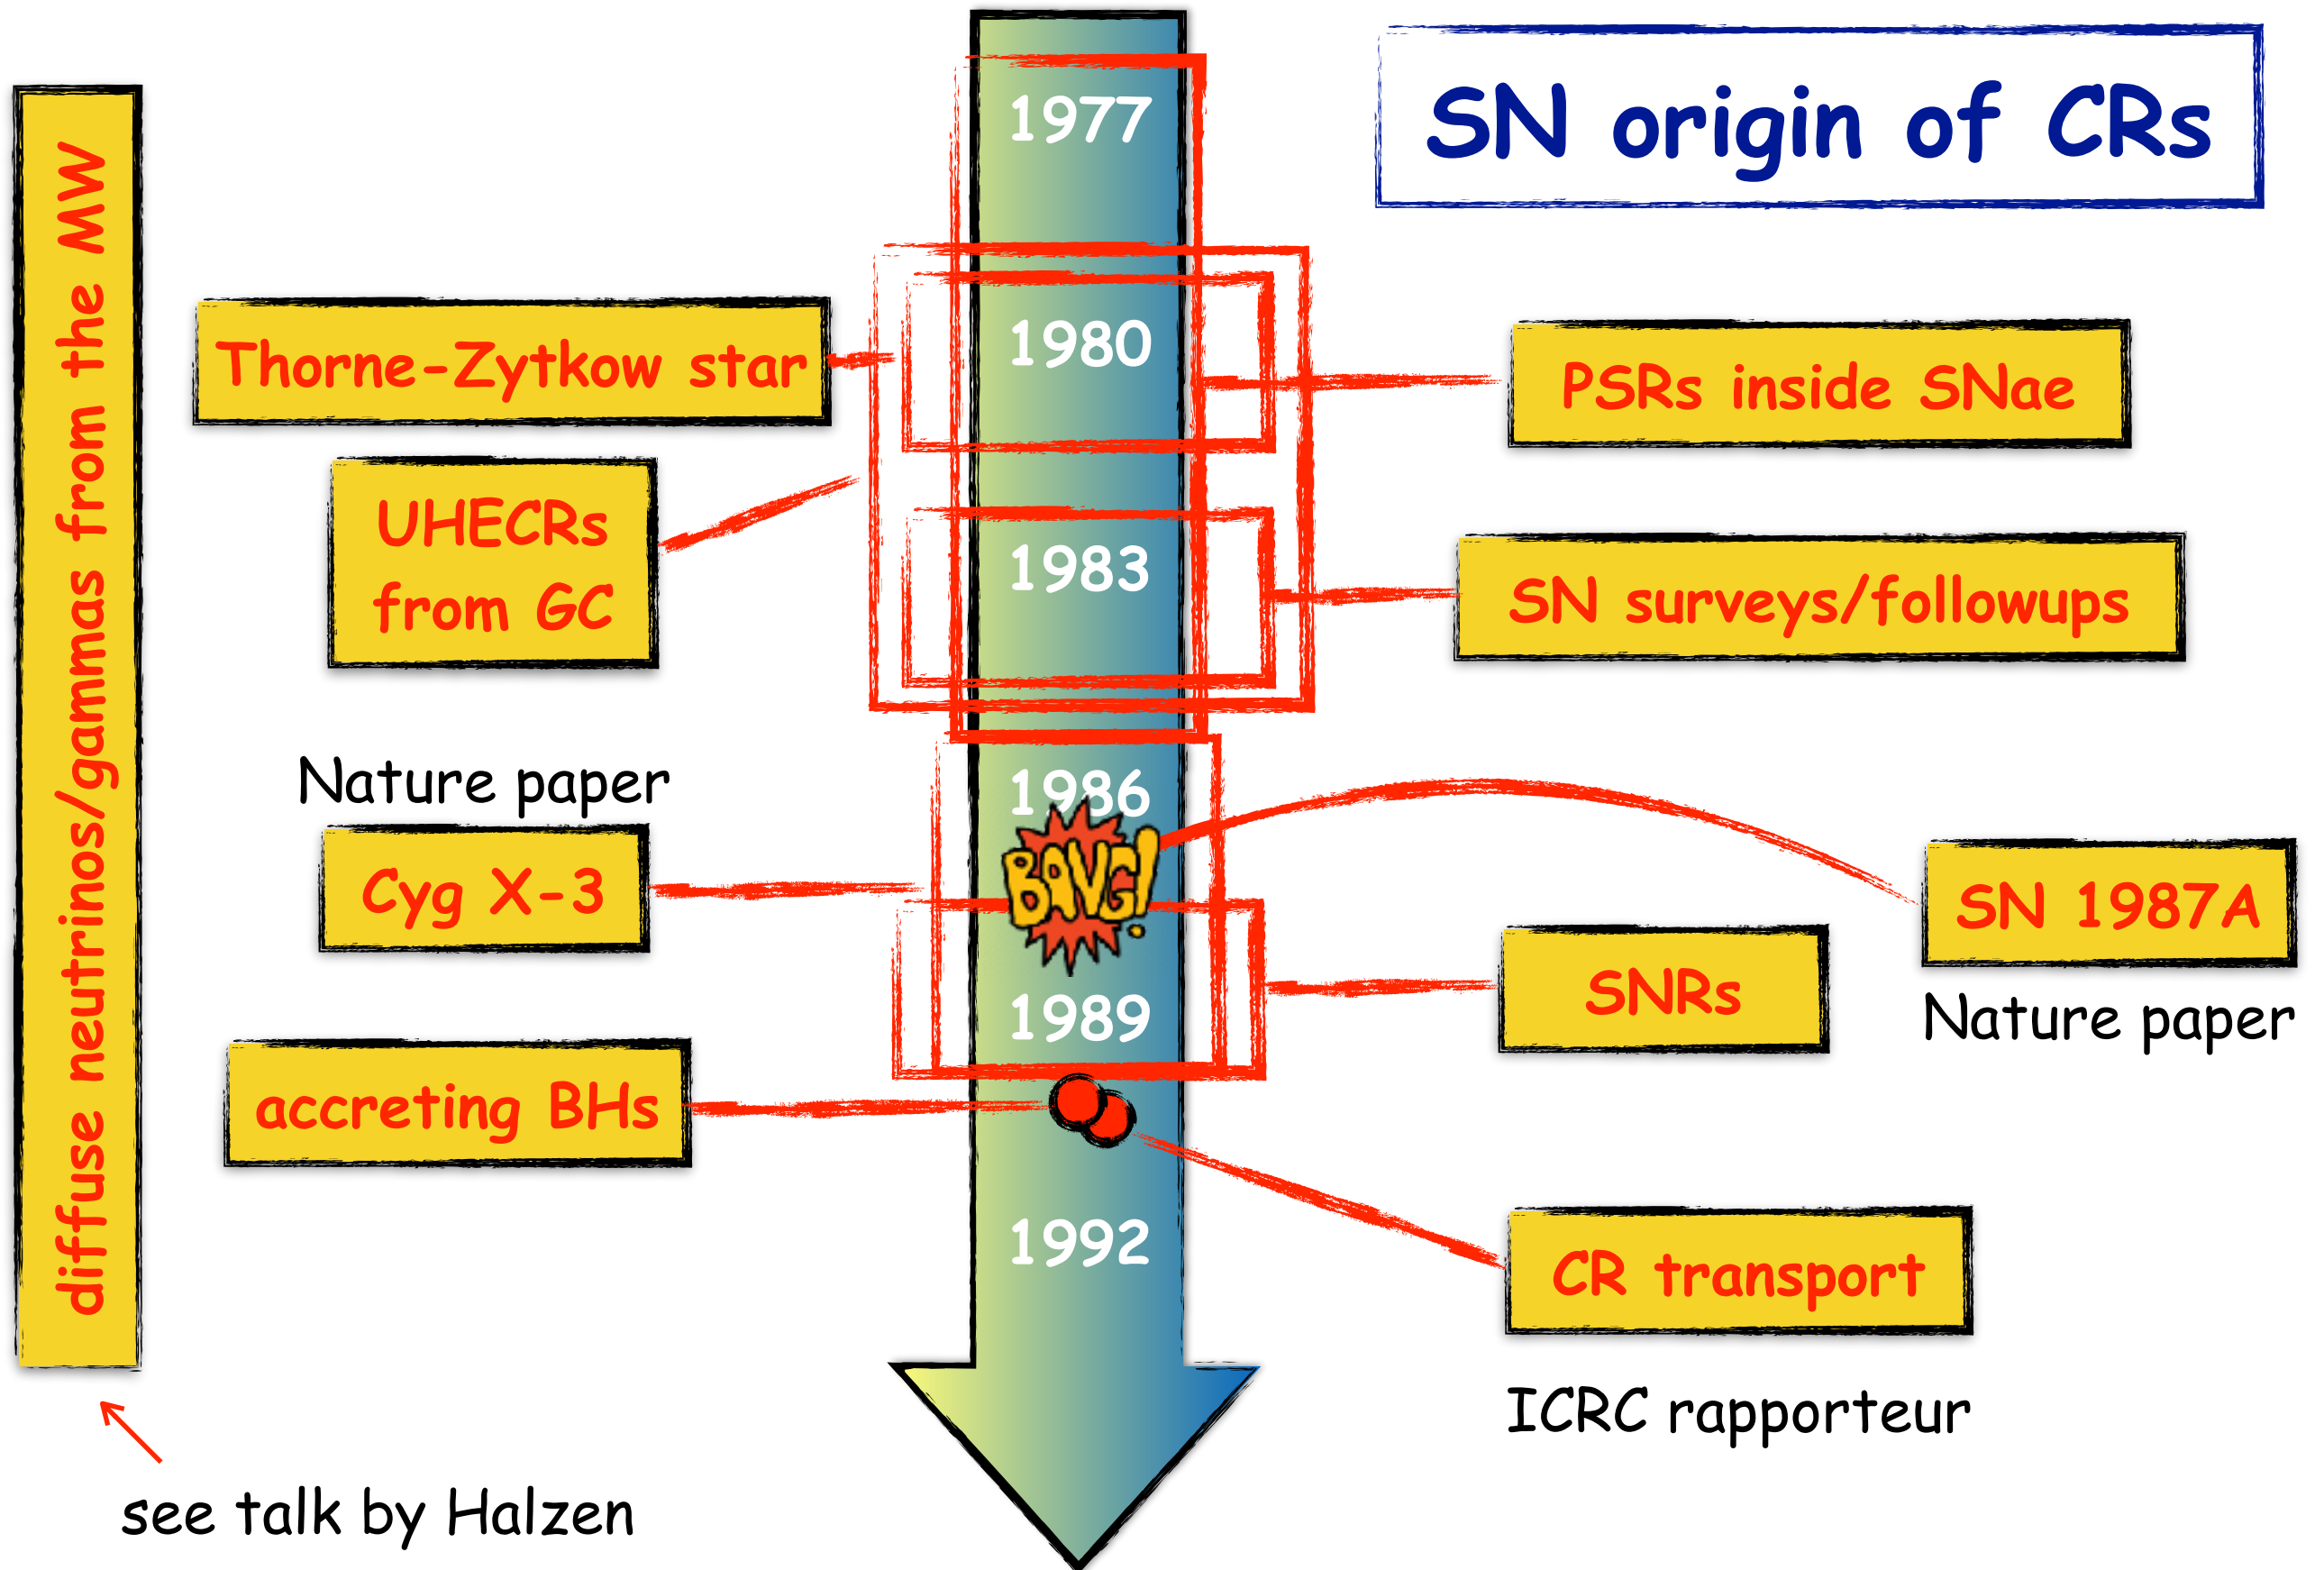 SN origin of CRs
diffuse neutrinos/gammas from the MW
1977
Thorne-Zytkow star
1980
PSRs inside SNae
UHECRs
from GC
1983
SN surveys/followups
Nature paper
Cyg X-3
1986
BANG!
SN 1987A
Nature paper
SNRs
1989
accreting BHs
1992
CR transport
ICRC rapporteur
see talk by Halzen